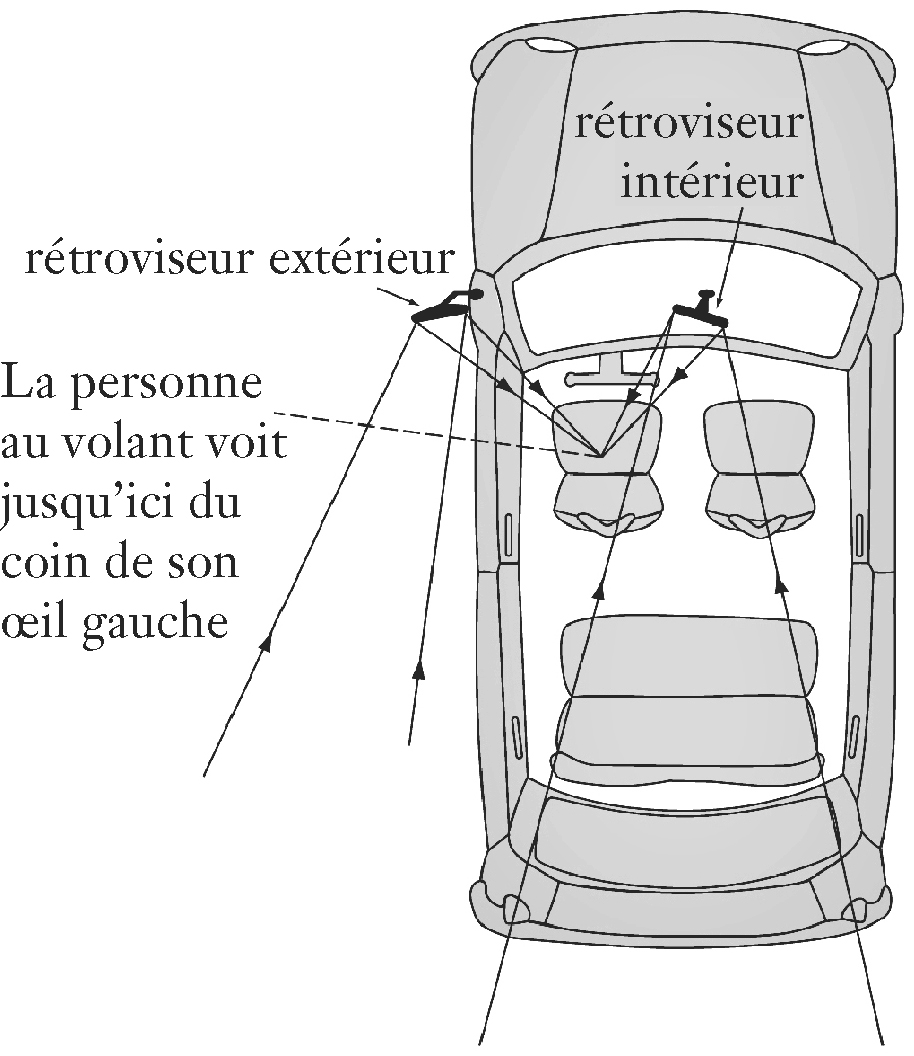 rétroviseur
intérieur
rétroviseur extérieur
La personne
au volant voit
jusqu’ici du
coin de son
œil gauche